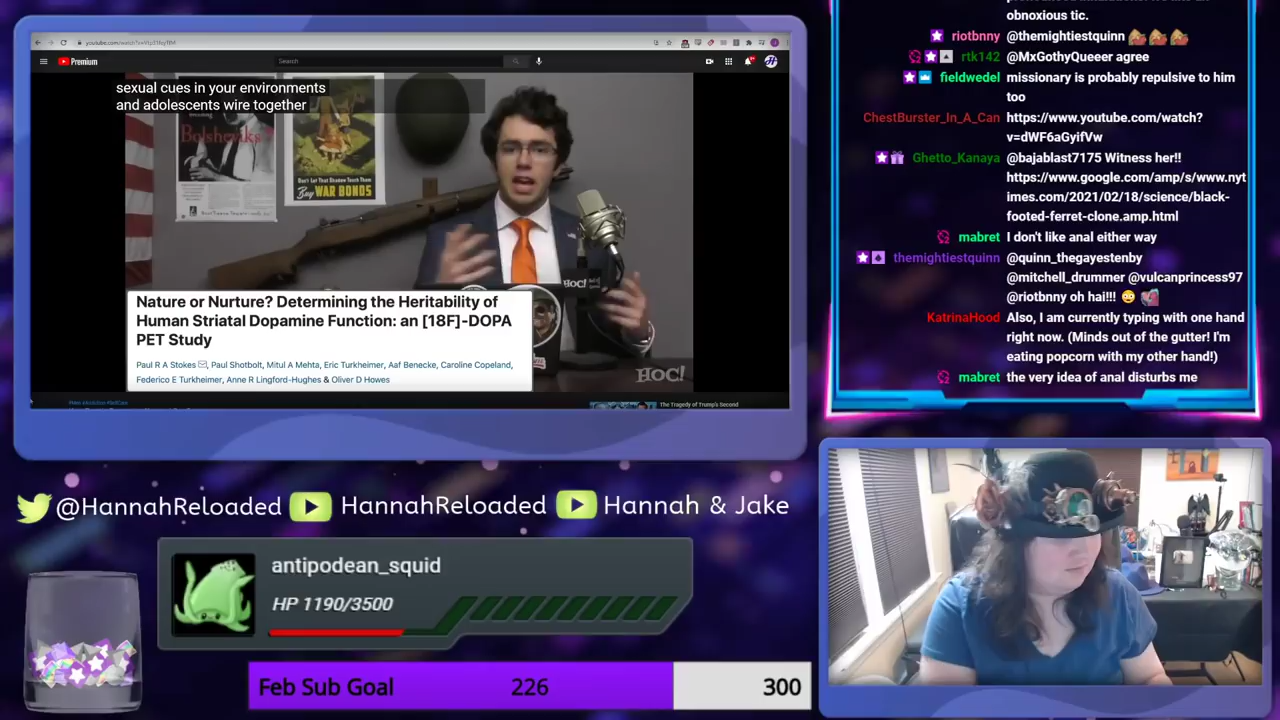 youtube.com/watch?v=
Premium
Search
sexual cues in your environments
and adolescents wire together
Bolsheviks
Buy WAR BONDS
HOC!
Nature or Nurture? Determining the Heritability of
Human Striatal Dopamine Function: an [18F]-DOPA
PET Study
Paul R A Stokes, Paul Shotbolt, Mitul A Mehta, Eric Turkheimer, Aaf Benecke, Caroline Copeland,
Federico E Turkheimer, Anne R Lingford-Hughes & Oliver D Howes
HOC!
The Tragedy of Trump's Second
obnoxious tic.
riotbnny @themightiestquinn
rtk142 @MxGothyQueeer agree
fieldwedel missionary is probably repulsive to him
too
ChestBurster_In_A_Can https://www.youtube.com/watch?
v=dWF6aGyifVw
Ghetto_Kanaya @bajablast7175 Witness her!!
https://www.google.com/amp/s/www.nyt
imes.com/2021/02/18/science/black-
footed-ferret-clone.amp.html
mabret I don't like anal either way
themightiestquinn @quinn_thegayestenby
@mitchell_drummer @vulcanprincess97
@riotbnny oh hai!!!
KatrinaHood Also, I am currently typing with one hand
right now. (Minds out of the gutter! I'm
eating popcorn with my other hand!)
mabret the very idea of anal disturbs me
@HannahReloaded HannahReloaded Hannah & Jake
antipodean_squid
HP 1190/3500
Feb Sub Goal 226 300